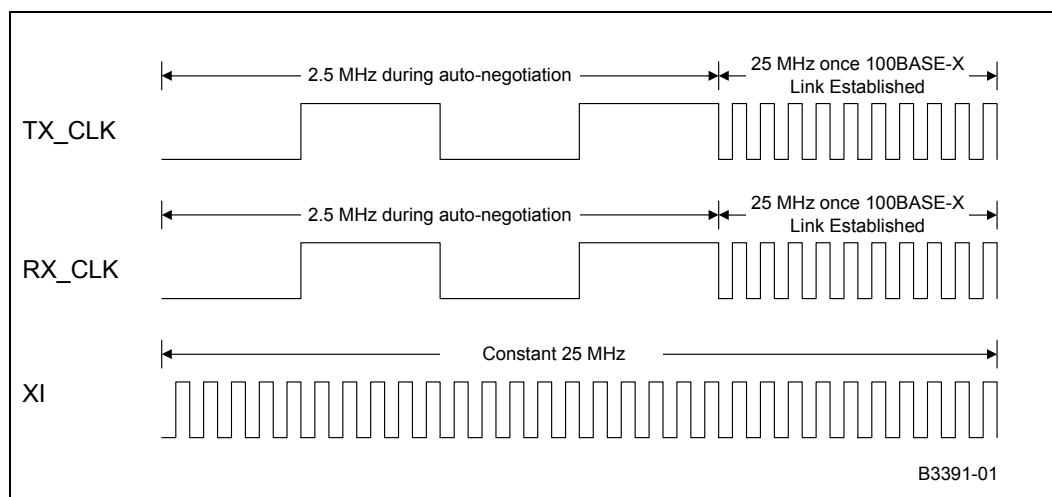 2.5 MHz during auto-negotiation
25 MHz once 100BASE-X
Link Established
TX_CLK
2.5 MHz during auto-negotiation
25 MHz once 100BASE-X
Link Established
RX_CLK
Constant 25 MHz
XI
B3391-01